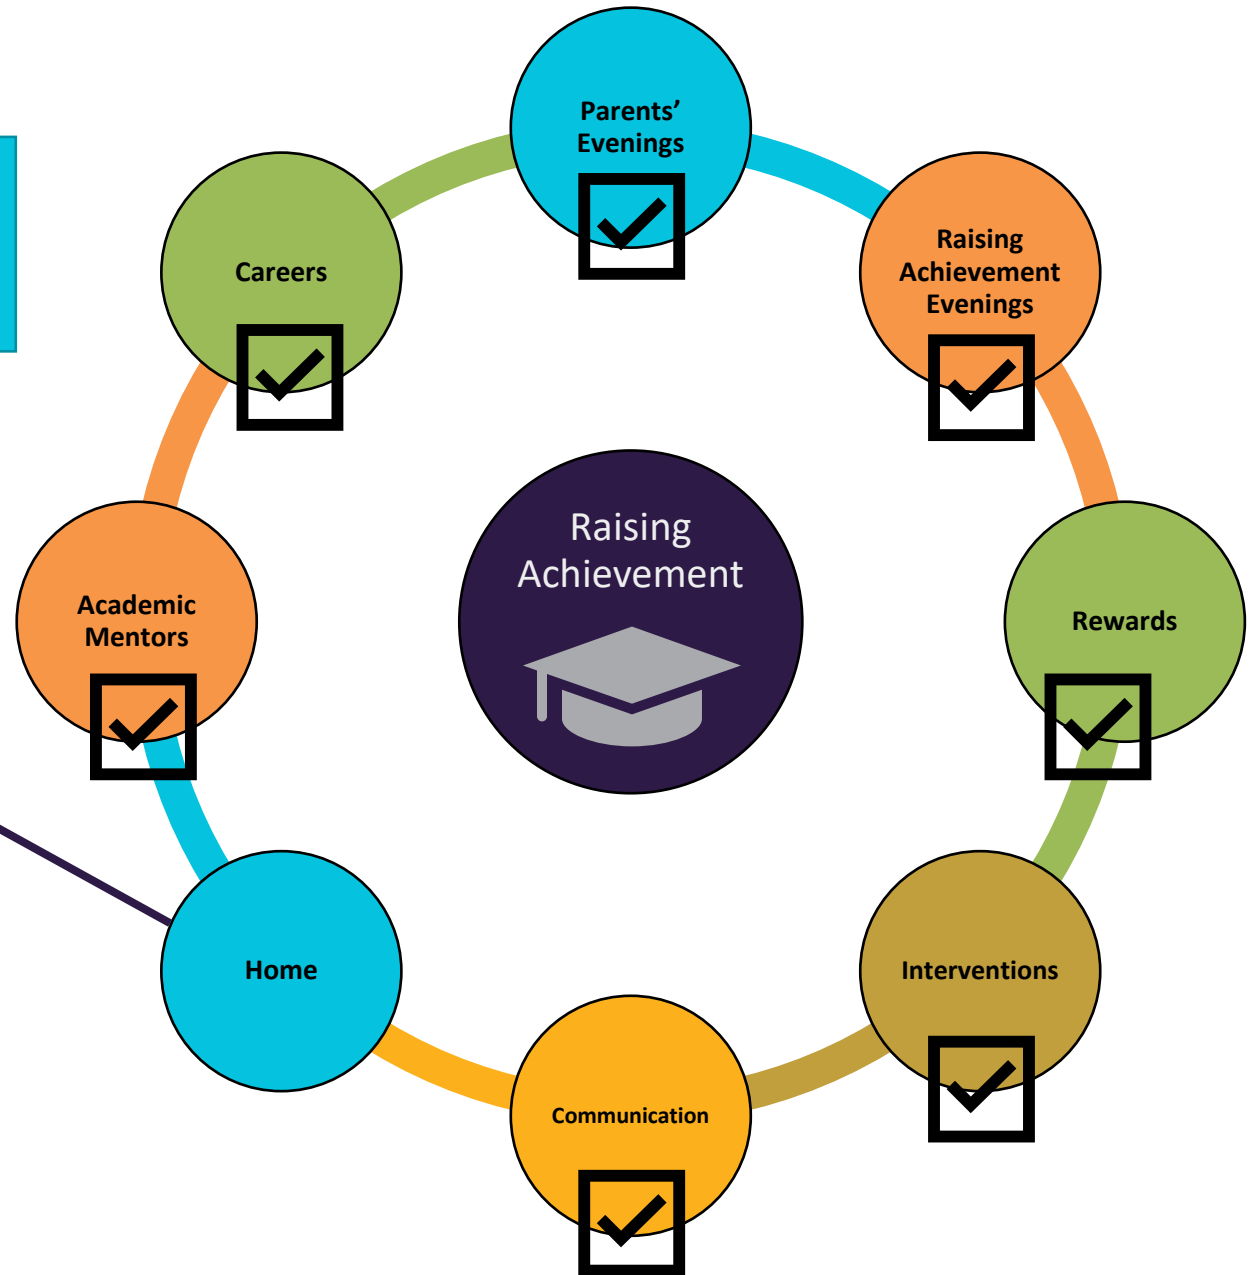 Parents’
Evenings
Raising
Achievement
Evenings
Careers
Raising
Achievement
Academic
Mentors
Rewards
Home
Interventions
Communication